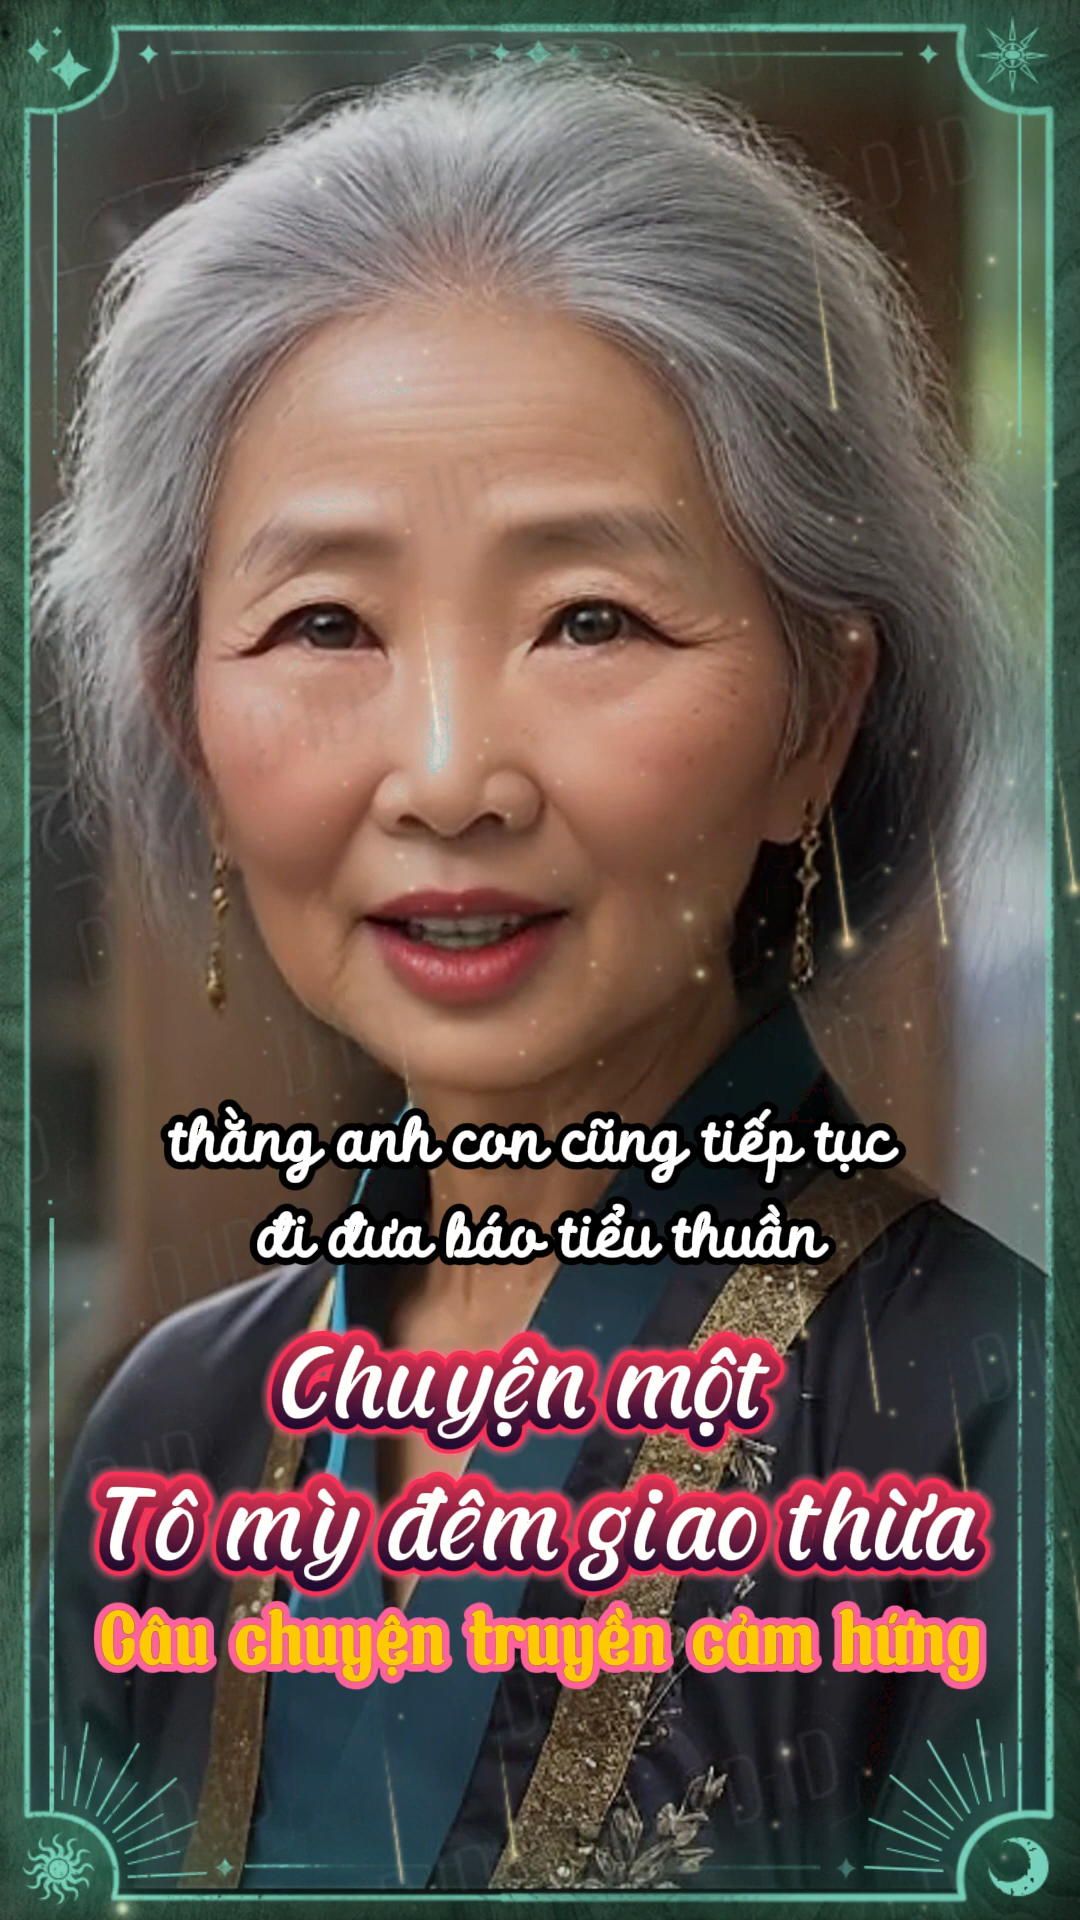 thằng anh con cũng tiếp tục
đi đưa báo tiểu thuần
Chuyện một
Tô mỳ đêm giao thừa
Câu chuyện truyền cảm hứng
D-ID